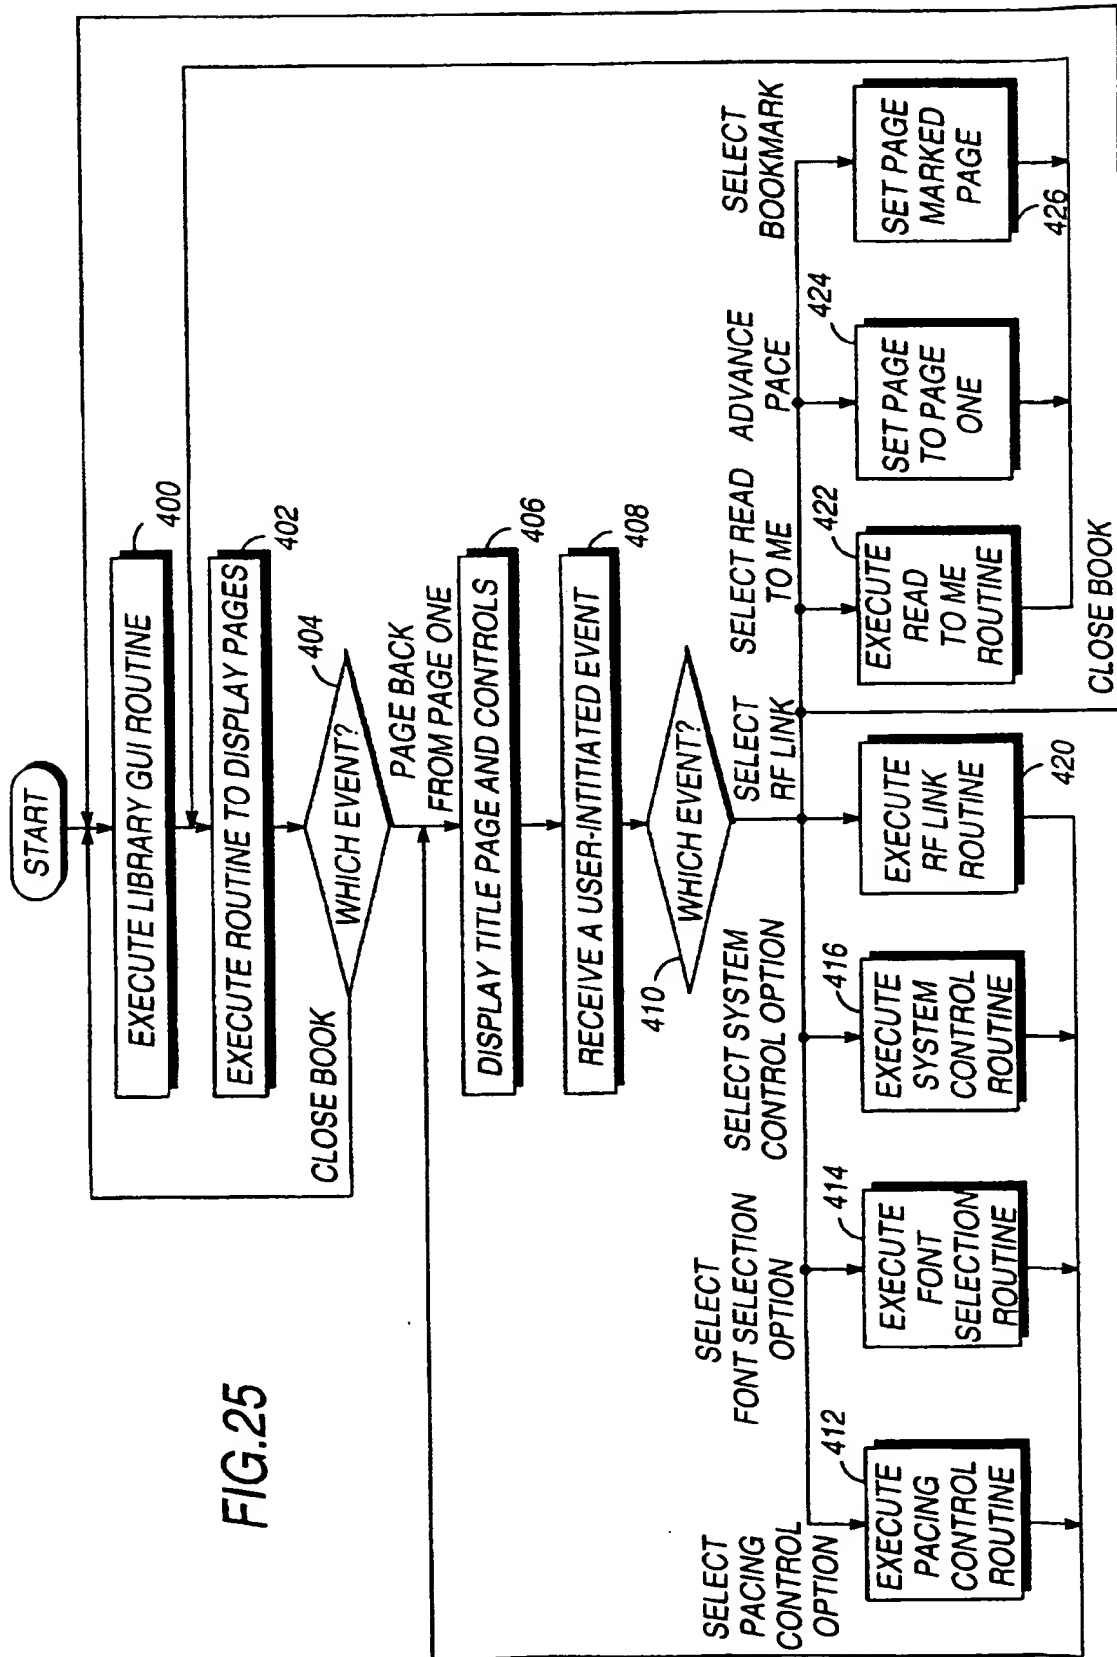 FIG.25
START
EXECUTE LIBRARY GUI ROUTINE
400
EXECUTE ROUTINE TO DISPLAY PAGES
402
WHICH EVENT?
404
CLOSE BOOK
PAGE BACK
FROM PAGE ONE
DISPLAY TITLE PAGE AND CONTROLS
406
RECEIVE A USER-INTITIATED EVENT
408
WHICH EVENT?
410
SELECT
PACING
CONTROL
OPTION
SELECT
FONT SELECTION
OPTION
SELECT SYSTEM
CONTROL OPTION
SELECT
RF LINK
SELECT READ
TO ME
ADVANCE
PACE
SELECT
BOOKMARK
EXECUTE
PACING
CONTROL
ROUTINE
412
EXECUTE
FONT
SELECTION
ROUTINE
414
EXECUTE
SYSTEM
CONTROL
ROUTINE
416
EXECUTE
RF LINK
ROUTINE
420
EXECUTE
READ
TO ME
ROUTINE
422
SET PAGE
TO PAGE
ONE
424
SET PAGE
MARKED
PAGE
426
CLOSE BOOK